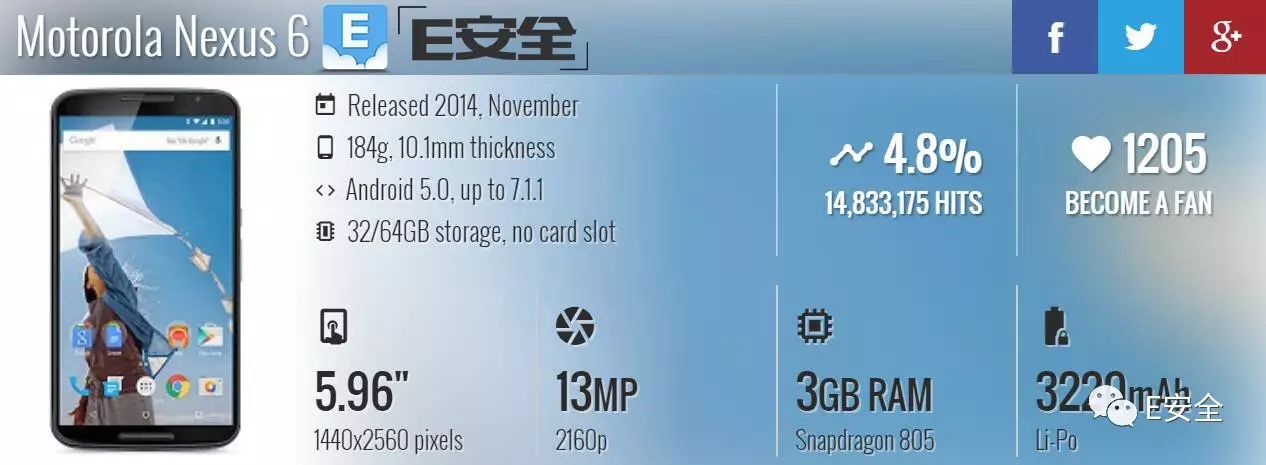 Motorola Nexus 6
E
E安全
f
g+
Released 2014, November
184g, 10.1mm thickness
Android 5.0, up to 7.1.1
32/64GB storage, no card slot
4.8%
14,833,175 HITS
1205
BECOME A FAN
Google
5.96"
1440x2560 pixels
13MP
2160p
3GB RAM
Snapdragon 805
3220mAh
Li-Po
E安全